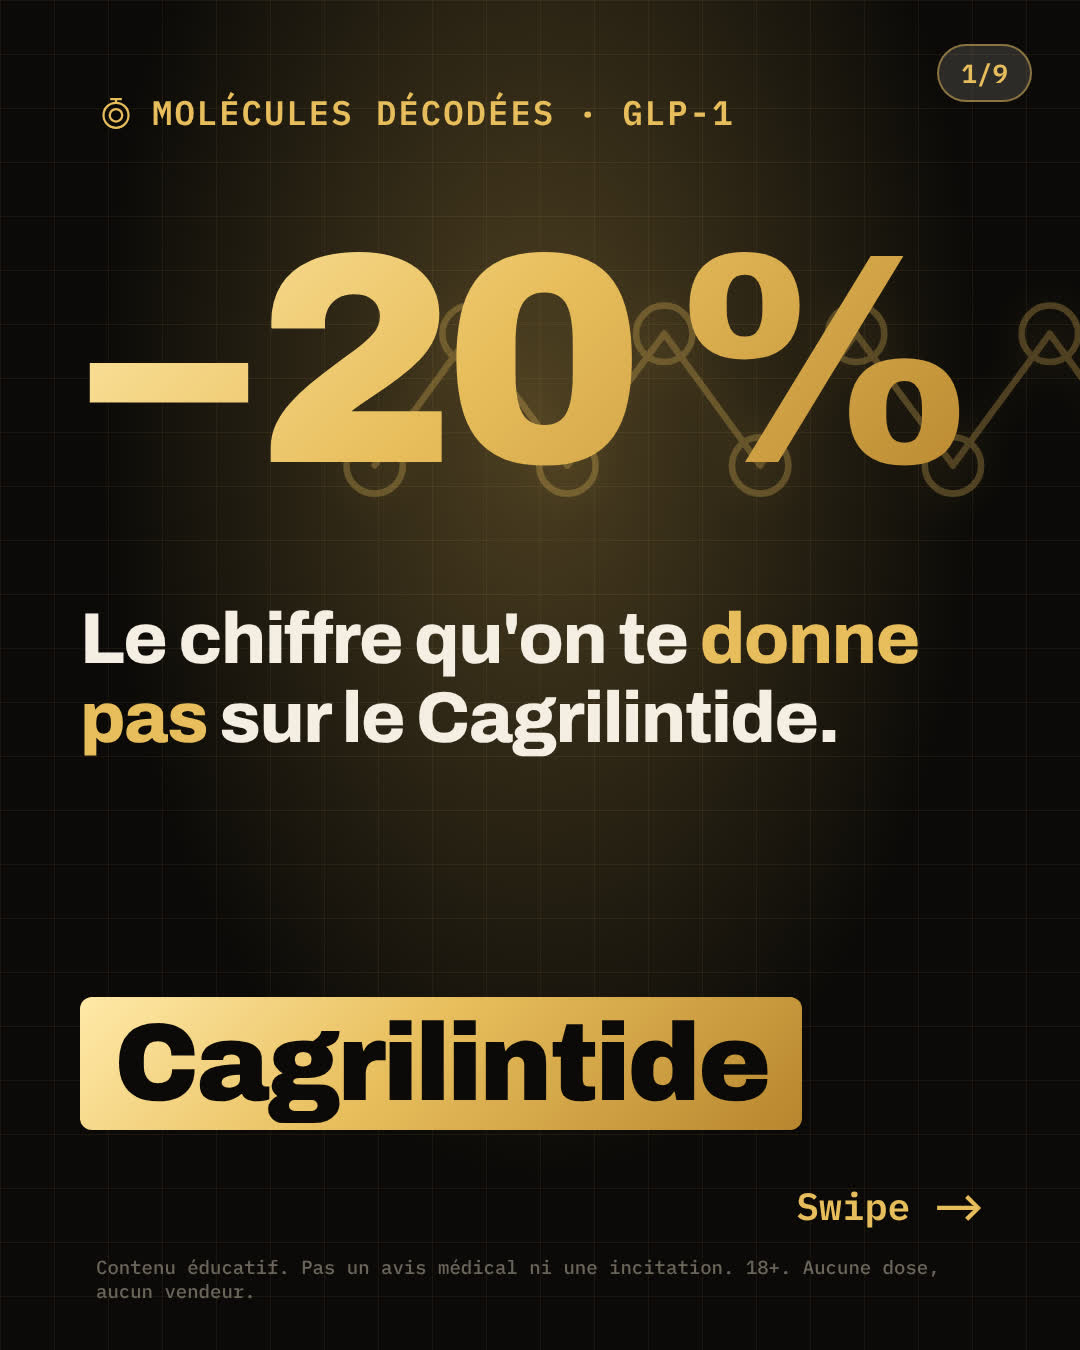 1/9
MOLÉCULES DÉCODÉES · GLP-1
–20%
Le chiffre qu'on te donne
pas sur le Cagrilintide.
Cagrilintide
Swipe →
Contenu éducatif. Pas un avis médical ni une incitation. 18+. Aucune dose,
aucun vendeur.